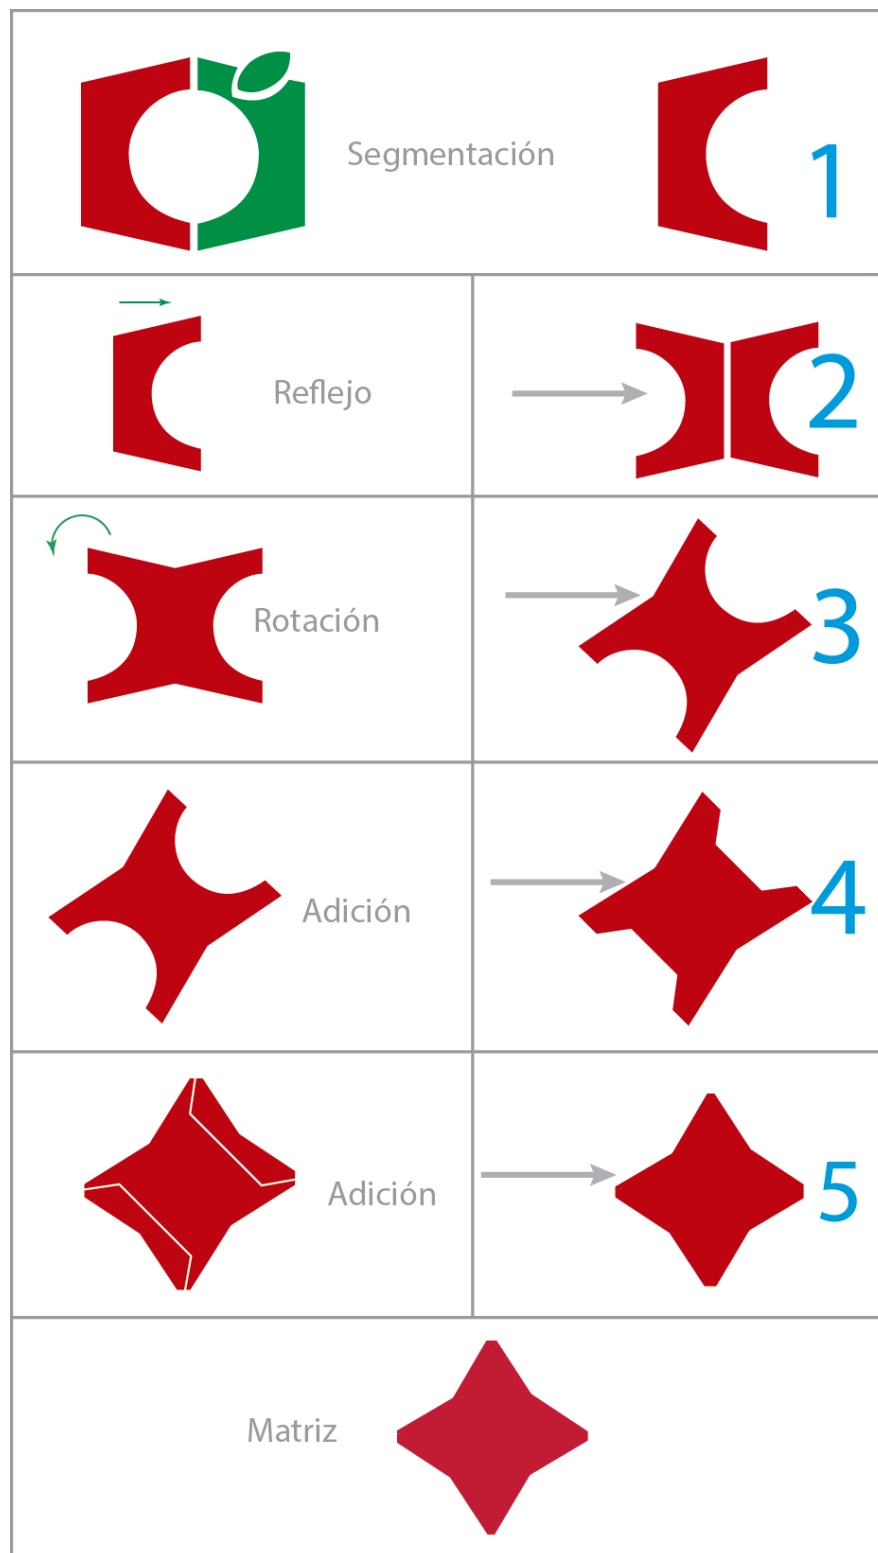 Segmentación
1
Reflejo
2
Rotación
3
Adición
4
Adición
5
Matriz